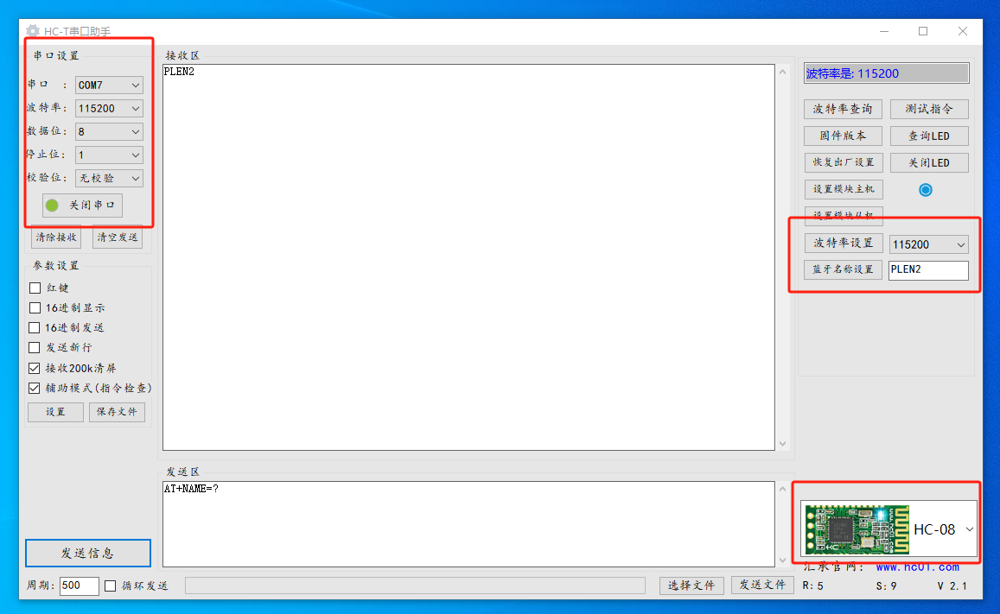 HC-T串口助手
串口设置
串口 : COM7
波特率: 115200
数据位: 8
停止位: 1
校验位: 无校验
关闭串口
清除接收 清空发送
参数设置
红键
16进制显示
16进制发送
发送新行
接收200k清屏
辅助模式(指令检查)
设置 保存文件
接收区
PLEN2
发送区
AT+NAME=?
发送信息
周期: 500 循环发送
选择文件 发送文件
波特率是: 115200
波特率查询 测试指令
固件版本 查询LED
恢复出厂设置 关闭LED
设置模块主机
设置模块从机
波特率设置 115200
蓝牙名称设置 PLEN2
www.hc01.com
HC-08
汇承官网: www.hc01.com
R:5 S:9 V 2.1